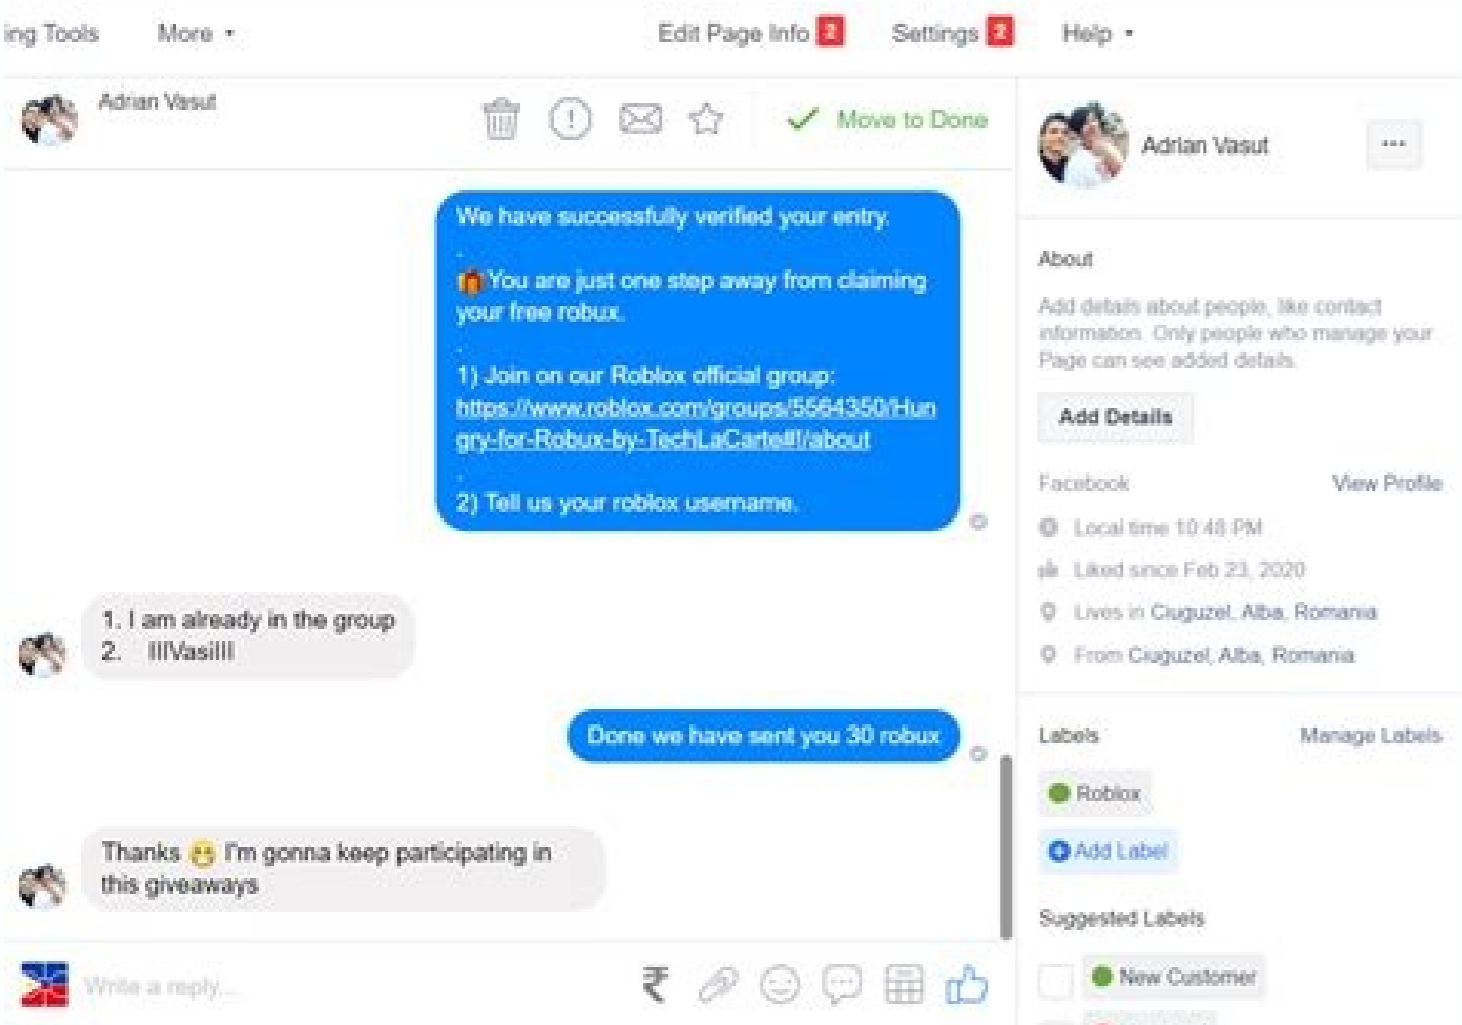 ing Tools
More
Edit Page Info 2
Settings 2
Help
Adrian Vasut
Move to Done
We have successfully verified your entry.
.
🎁You are just one step away from claiming
your free robux.
.
1) Join on our Roblox official group:
https://www.roblox.com/groups/5564350/Hun
gry-for-Robux-by-TechLaCarte#!/about
.
2) Tell us your roblox username.
1. I am already in the group
2. IIIVasiIII
Done we have sent you 30 robux
Thanks 😁 I'm gonna keep participating in
this giveaways
Write a reply...
₹
Adrian Vasut
...
About
Add details about people, like contact
information. Only people who manage your
Page can see added details.
Add Details
Facebook
View Profile
Local time 10:48 PM
Liked since Feb 23, 2020
Lives in Ciuguzel, Alba, Romania
From Ciuguzel, Alba, Romania
Labels
Manage Labels
Roblox
Add Label
Suggested Labels
New Customer